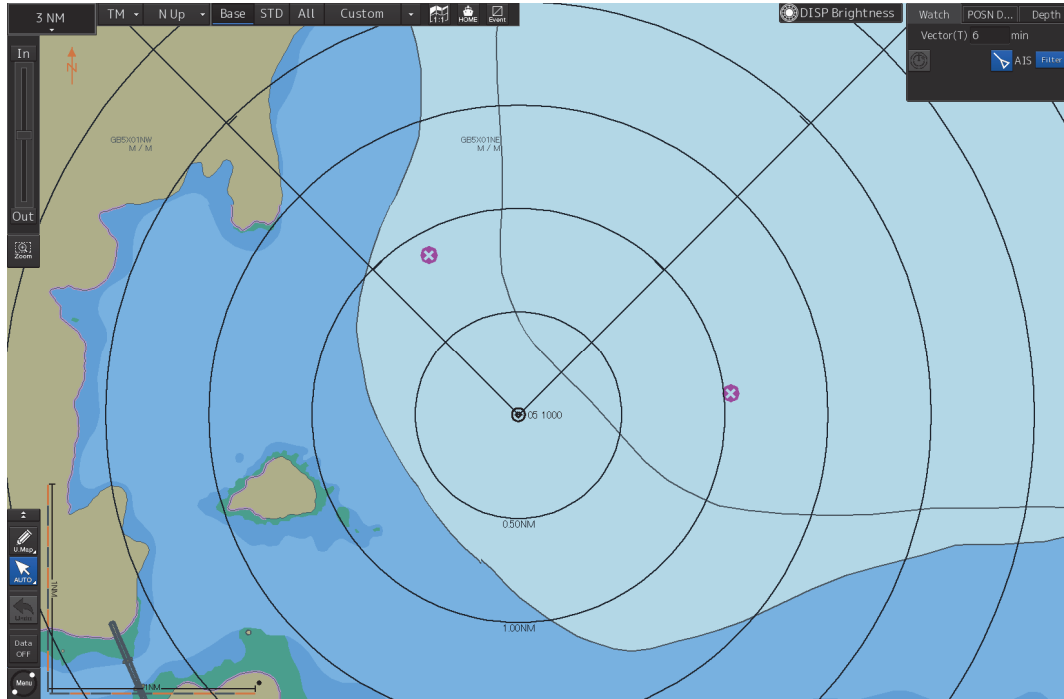 3 NM
TM
N Up
Base
STD
All
Custom
1:1
HOME
Event
DISP Brightness
Watch
POSN D...
Depth
Vector(T) 6 min
AIS
Filter
In
Out
Zoom
N
GB5X01NW
M / M
GB5X01NE
M / M
05 1000
0.50NM
1.00NM
U.Map
AUTO
Undo
Data
OFF
Menu
1NM